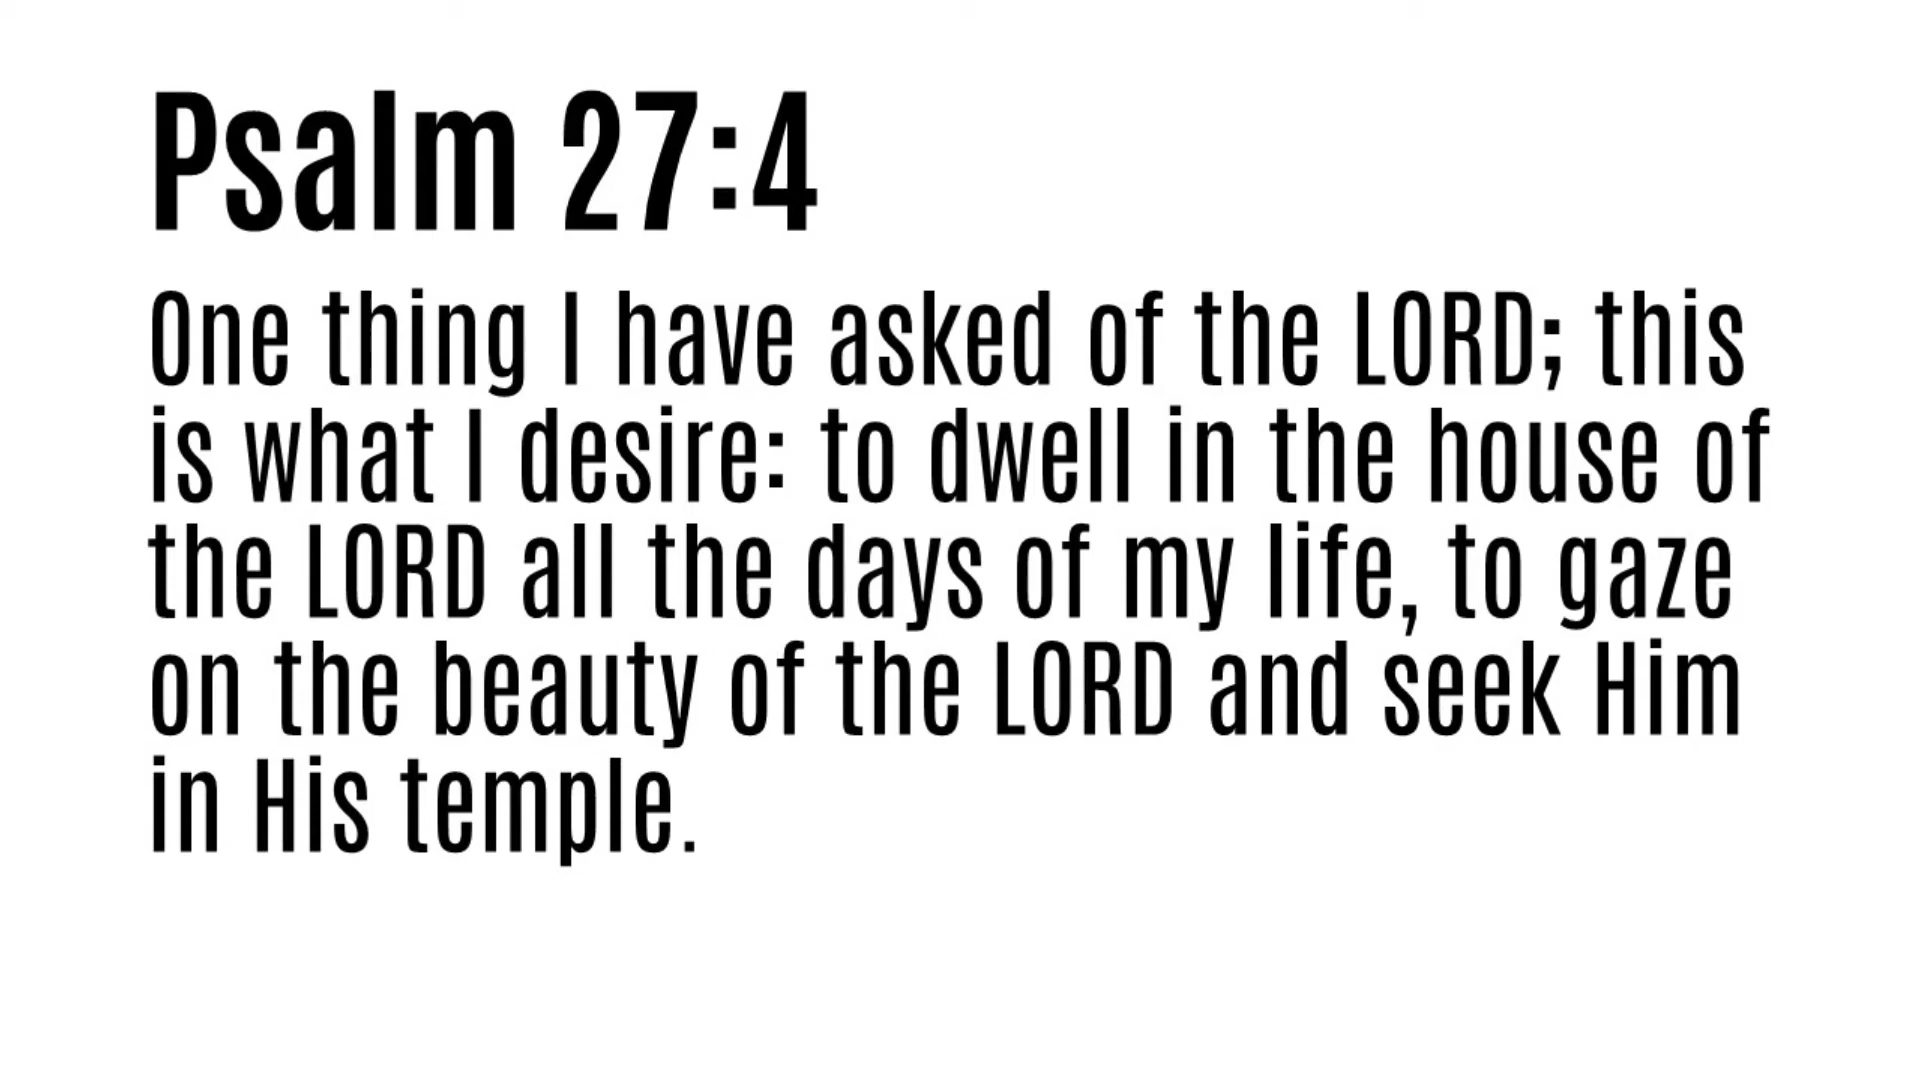 Psalm 27:4
One thing I have asked of the LORD; this
is what I desire: to dwell in the house of
the LORD all the days of my life, to gaze
on the beauty of the LORD and seek Him
in His temple.